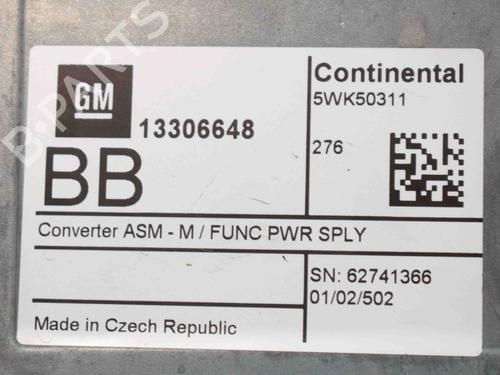 GM
13306648
BB
Continental
5WK50311
276
Converter ASM - M / FUNC PWR SPLY
SN: 62741366
01/02/502
Made in Czech Republic
B-PARTS